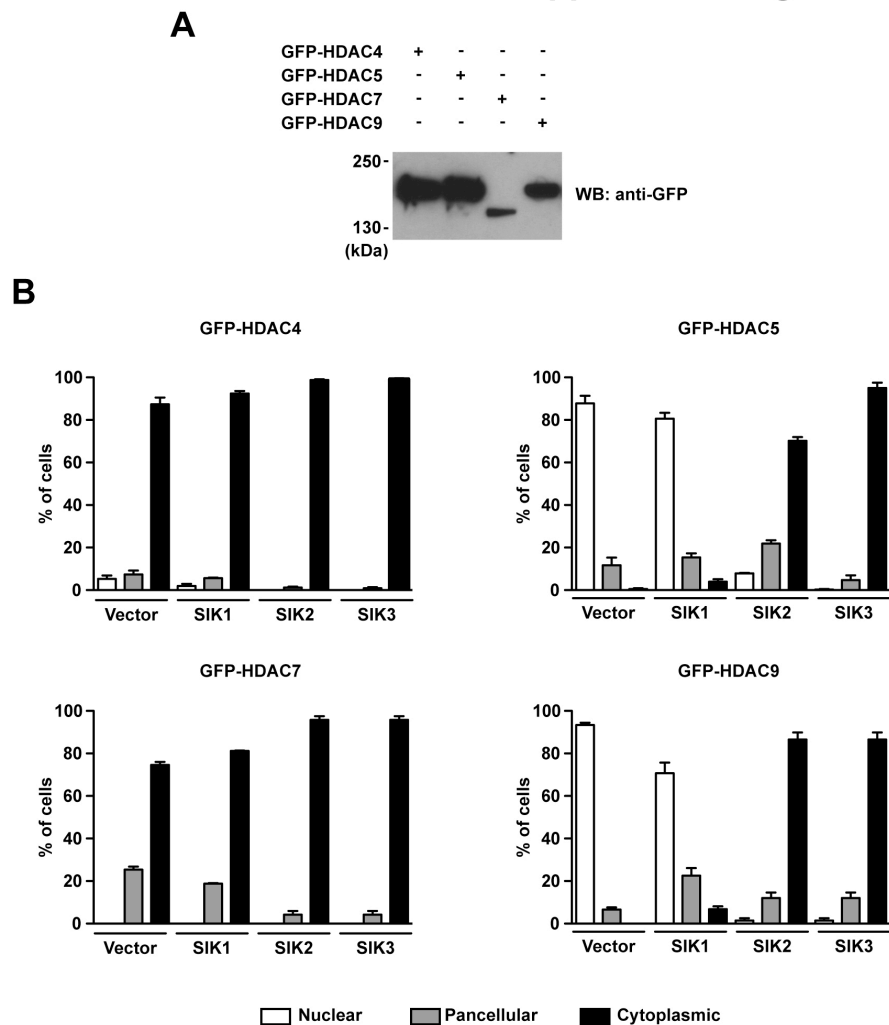 A
GFP-HDAC4 + - - -
GFP-HDAC5 - + - -
GFP-HDAC7 - - + -
GFP-HDAC9 - - - +
250-
WB: anti-GFP
130-
(kDa)
B
GFP-HDAC4
100
80
60
40
20
0
% of cells
Vector SIK1 SIK2 SIK3
GFP-HDAC5
100
80
60
40
20
0
% of cells
Vector SIK1 SIK2 SIK3
GFP-HDAC7
100
80
60
40
20
0
% of cells
Vector SIK1 SIK2 SIK3
GFP-HDAC9
100
80
60
40
20
0
% of cells
Vector SIK1 SIK2 SIK3
Nuclear Pancellular Cytoplasmic